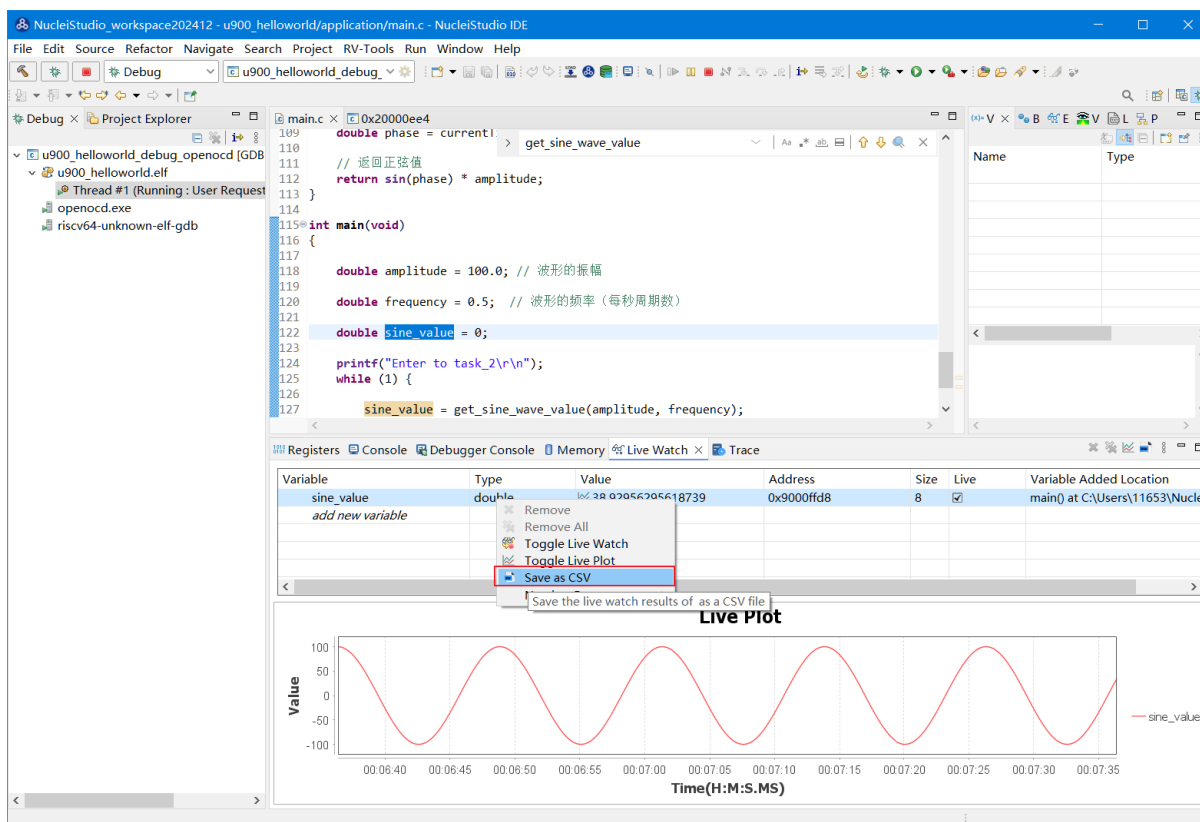 NucleiStudio_workspace202412 - u900_helloworld/application/main.c - NucleiStudio IDE
File Edit Source Refactor Navigate Search Project RV-Tools Run Window Help
Debug u900_helloworld_debug_
Debug Project Explorer
main.c 0x20000ee4
V B E V L P
u900_helloworld_debug_openocd [GDB
u900_helloworld.elf
Thread #1 (Running : User Request
openocd.exe
riscv64-unknown-elf-gdb
get_sine_wave_value
Aa
109 double phase =
110
111 // 返回正弦值
112 return sin(phase) * amplitude;
113 }
114
115 int main(void)
116 {
117
118 double amplitude = 100.0; // 波形的振幅
119
120 double frequency = 0.5; // 波形的频率（每秒周期数）
121
122 double sine_value = 0;
123
124 printf("Enter to task_2\r\n");
125 while (1) {
126
127 sine_value = get_sine_wave_value(amplitude, frequency);
Name Type
Registers Console Debugger Console Memory Live Watch Trace
Variable Type Value Address Size Live Variable Added Location
sine_value double 38.92956295618739 0x9000ffd8 8 main() at C:\Users\11653\Nucle
add new variable
Remove
Remove All
Toggle Live Watch
Toggle Live Plot
Save as CSV
Save the live watch results of as a CSV file
Live Plot
Value
100
50
0
-50
-100
sine_value
00:06:40 00:06:45 00:06:50 00:06:55 00:07:00 00:07:05 00:07:10 00:07:15 00:07:20 00:07:25 00:07:30 00:07:35
Time(H:M:S.MS)